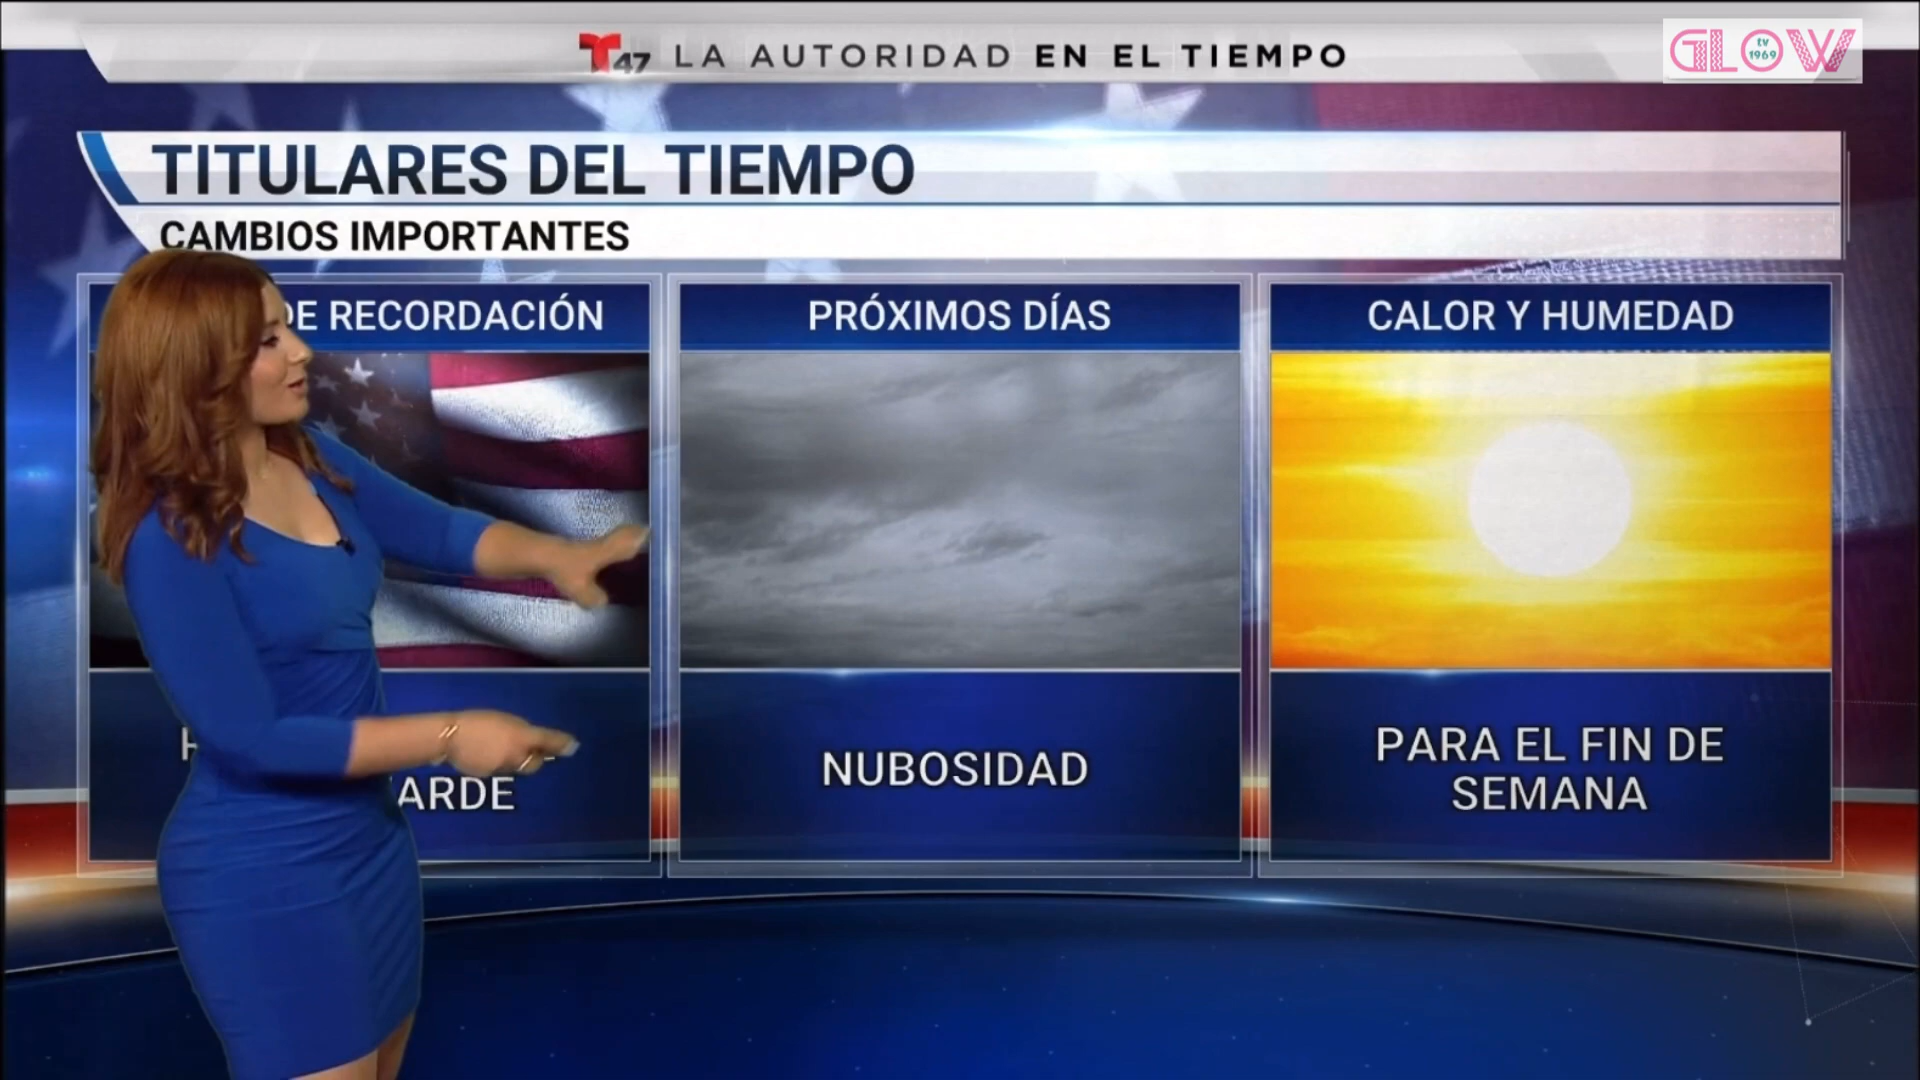 T47 LA AUTORIDAD EN EL TIEMPO
GLOW
tv
1969
TITULARES DEL TIEMPO
CAMBIOS IMPORTANTES
DE RECORDACIÓN
PRÓXIMOS DÍAS
NUBOSIDAD
CALOR Y HUMEDAD
PARA EL FIN DE
SEMANA